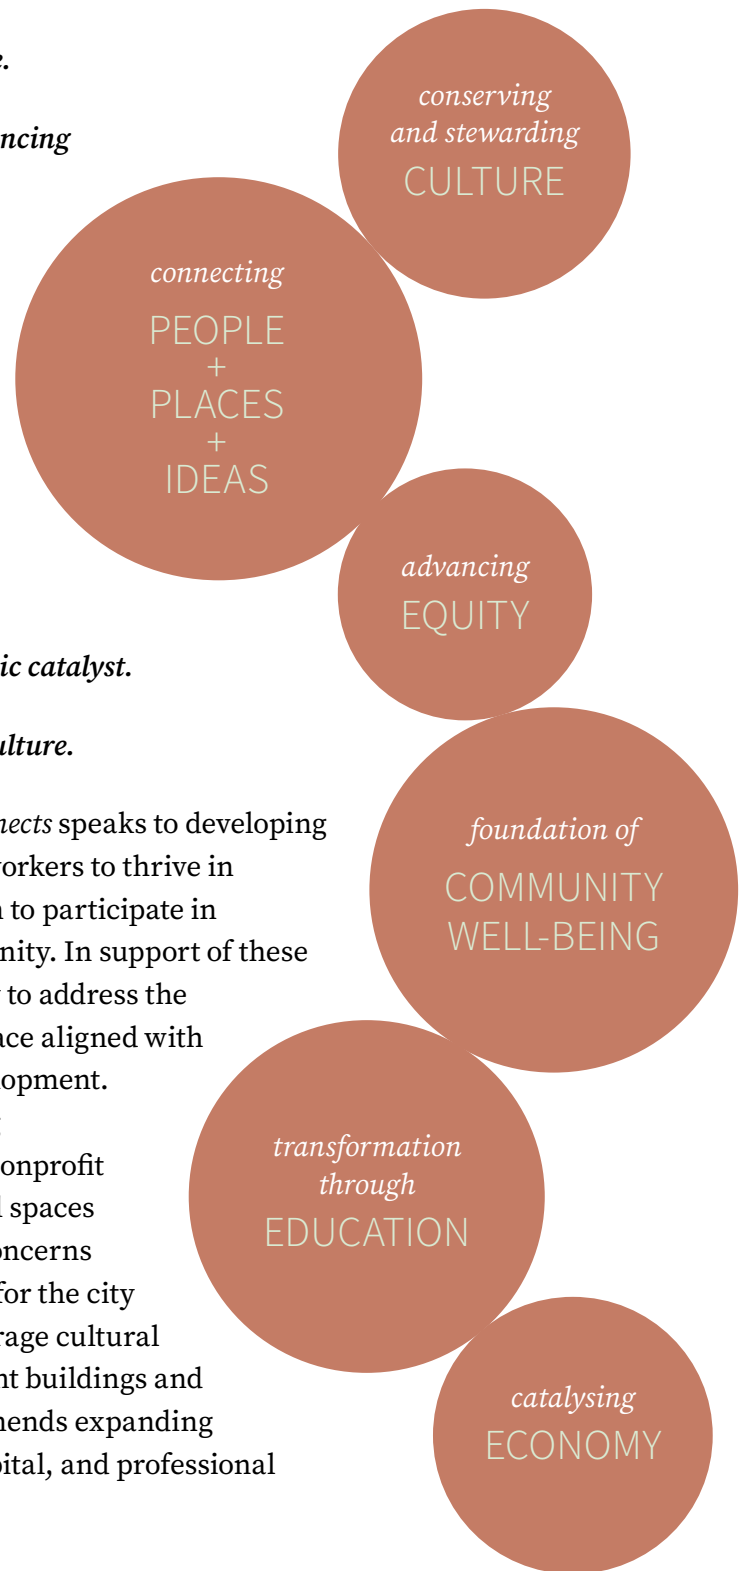 e.
ncing
conserving
and stewarding
CULTURE
connecting
PEOPLE
+
PLACES
+
IDEAS
advancing
EQUITY
ic catalyst.
ulture.
nects speaks to developing
orkers to thrive in
n to participate in
nity. In support of these
to address the
ace aligned with
lopment.
onprofit
l spaces
oncerns
for the city
rage cultural
nt buildings and
mends expanding
pital, and professional
foundation of
COMMUNITY
WELL-BEING
transformation
through
EDUCATION
catalysing
ECONOMY